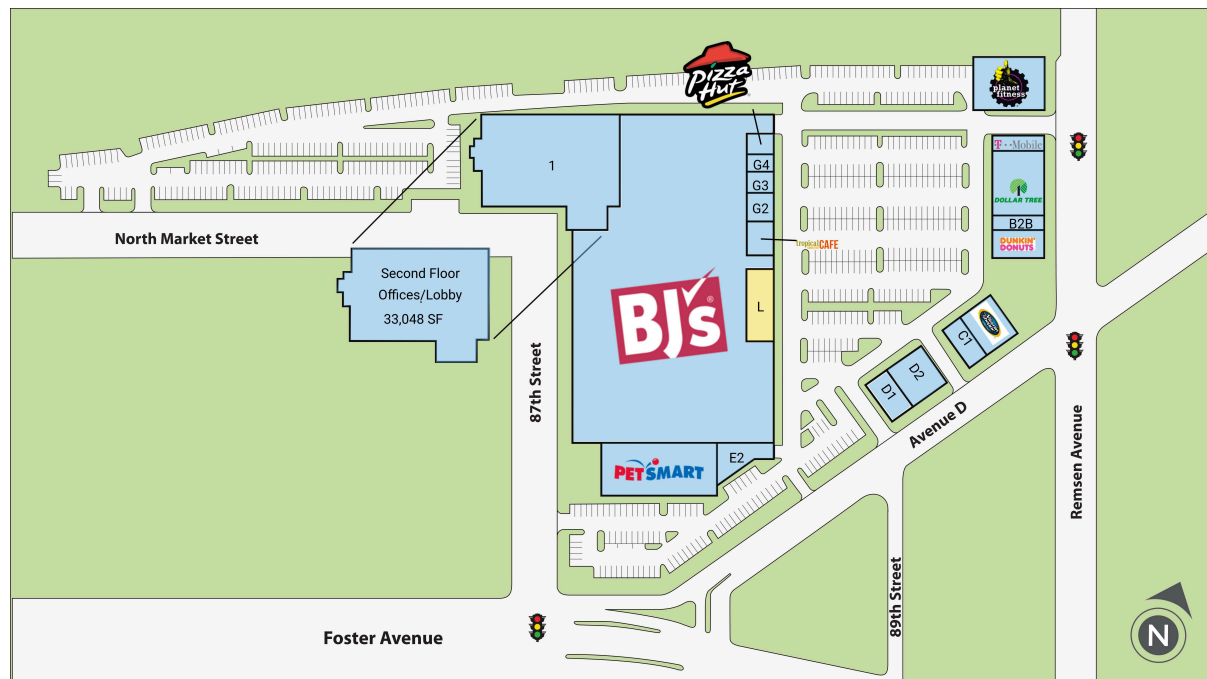 Pizza
Hut
planet
fitness
T··Mobile
1
G4
G3
DOLLAR TREE
G2
B2B
North Market Street
tropical CAFE
DUNKIN'
DONUTS
Second Floor
Offices/Lobby
33,048 SF
BJ's
L
C1
D2
D1
87th Street
Avenue D
Remsen Avenue
PETSMART
E2
89th Street
Foster Avenue
N